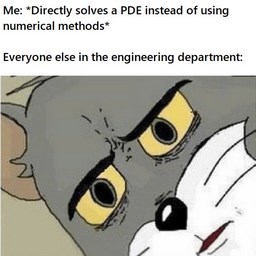 Me: *Directly solves a PDE instead of using
numerical methods*
Everyone else in the engineering department: